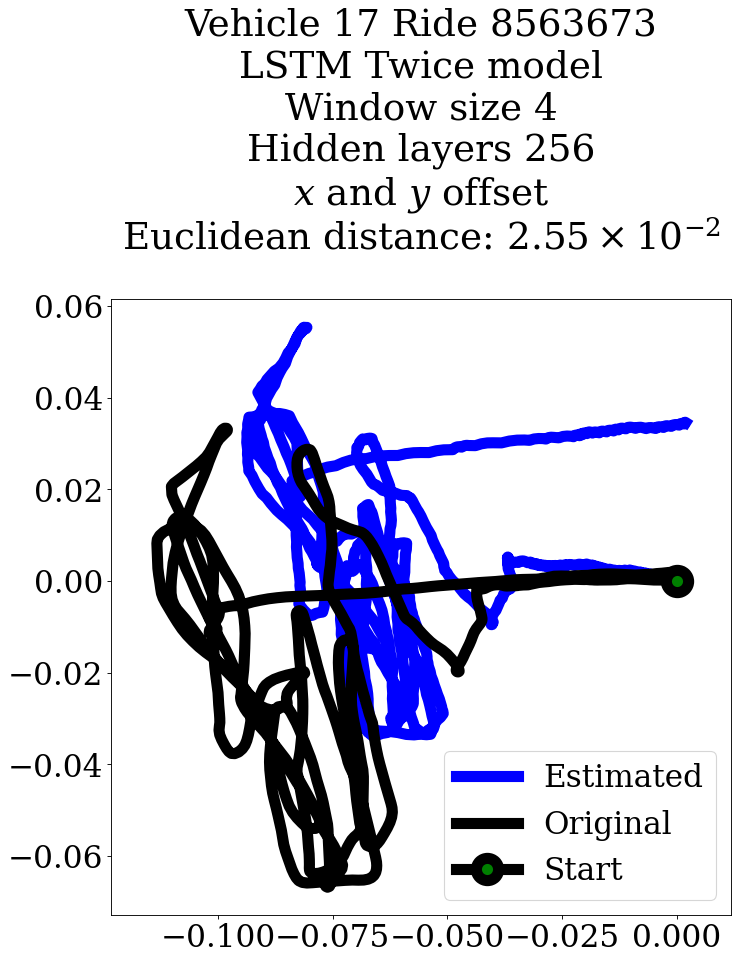 Vehicle 17 Ride 8563673
LSTM Twice model
Window size 4
Hidden layers 256
x and y offset
Euclidean distance: 2.55 × 10⁻²
0.06
0.04
0.02
0.00
−0.02
−0.04
−0.06
Estimated
Original
Start
−0.100 −0.075 −0.050 −0.025 0.000